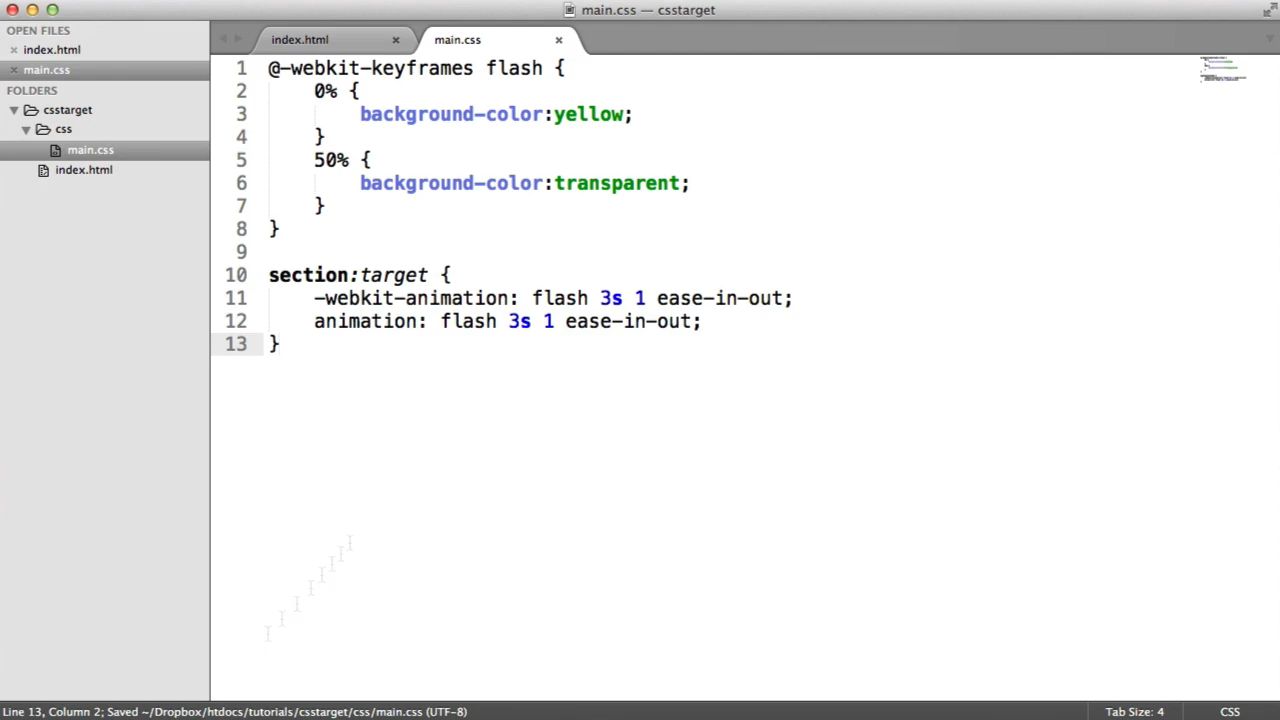 main.css — csstarget
OPEN FILES
index.html
main.css
FOLDERS
csstarget
css
main.css
index.html
index.html
main.css
1 @-webkit-keyframes flash {
2 0% {
3 background-color:yellow;
4 }
5 50% {
6 background-color:transparent;
7 }
8 }
9
10 section:target {
11 -webkit-animation: flash 3s 1 ease-in-out;
12 animation: flash 3s 1 ease-in-out;
13 }
Line 13, Column 2; Saved ~/Dropbox/htdocs/tutorials/csstarget/css/main.css (UTF-8)
Tab Size: 4
CSS